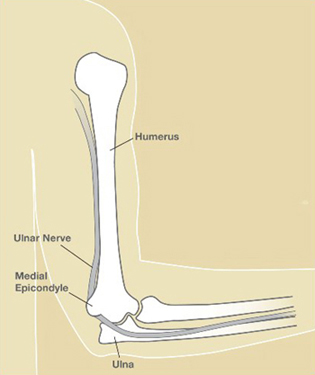 Humerus
Ulnar Nerve
Medial
Epicondyle
Ulna